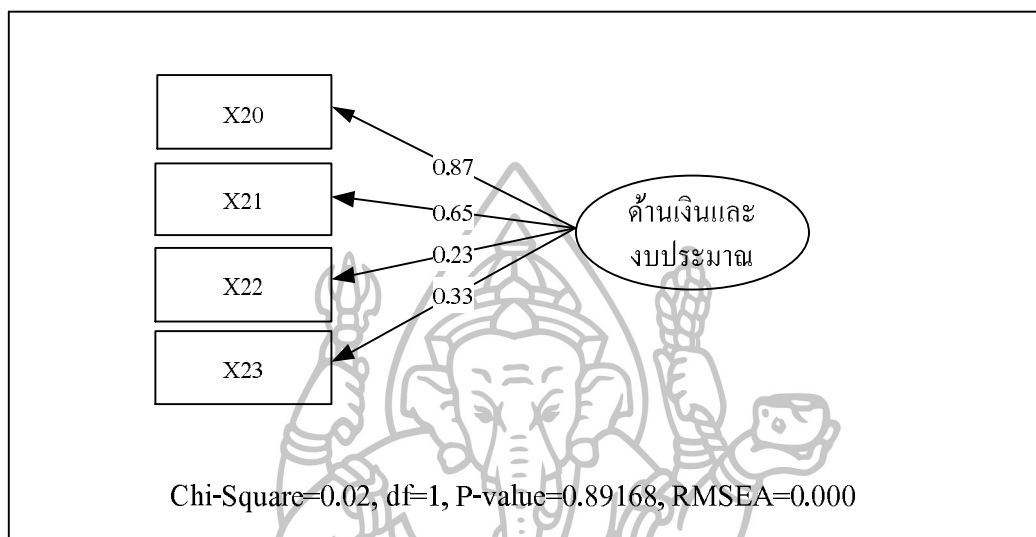 X20
0.87
X21
0.65
ด้านเงินและ
งบประมาณ
0.23
X22
0.33
X23
Chi-Square=0.02, df=1, P-value=0.89168, RMSEA=0.000